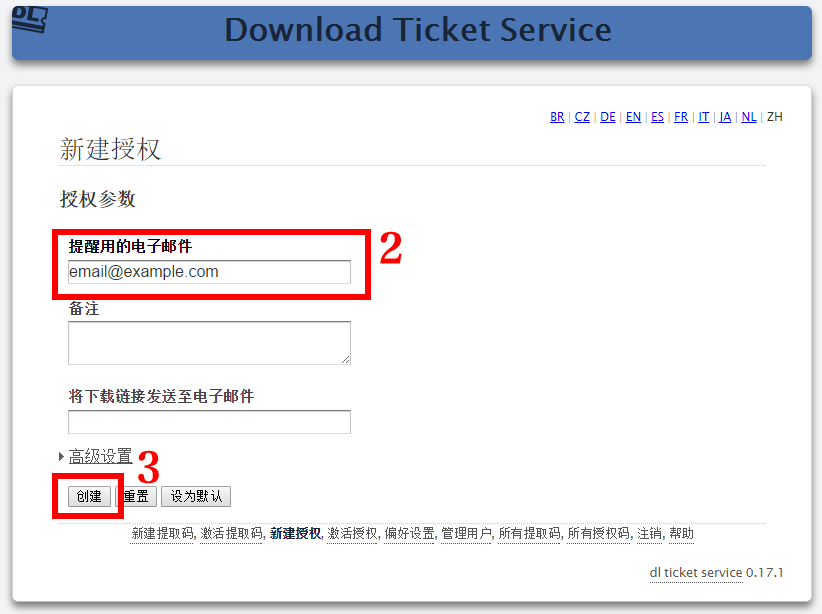 DL
Download Ticket Service
BR | CZ | DE | EN | ES | FR | IT | JA | NL | ZH
新建授权
授权参数
提醒用的电子邮件
2
email@example.com
备注
将下载链接发送至电子邮件
高级设置
3
创建 重置 设为默认
新建提取码, 激活提取码, 新建授权, 激活授权, 偏好设置, 管理用户, 所有提取码, 所有授权码, 注销, 帮助
dl ticket service 0.17.1